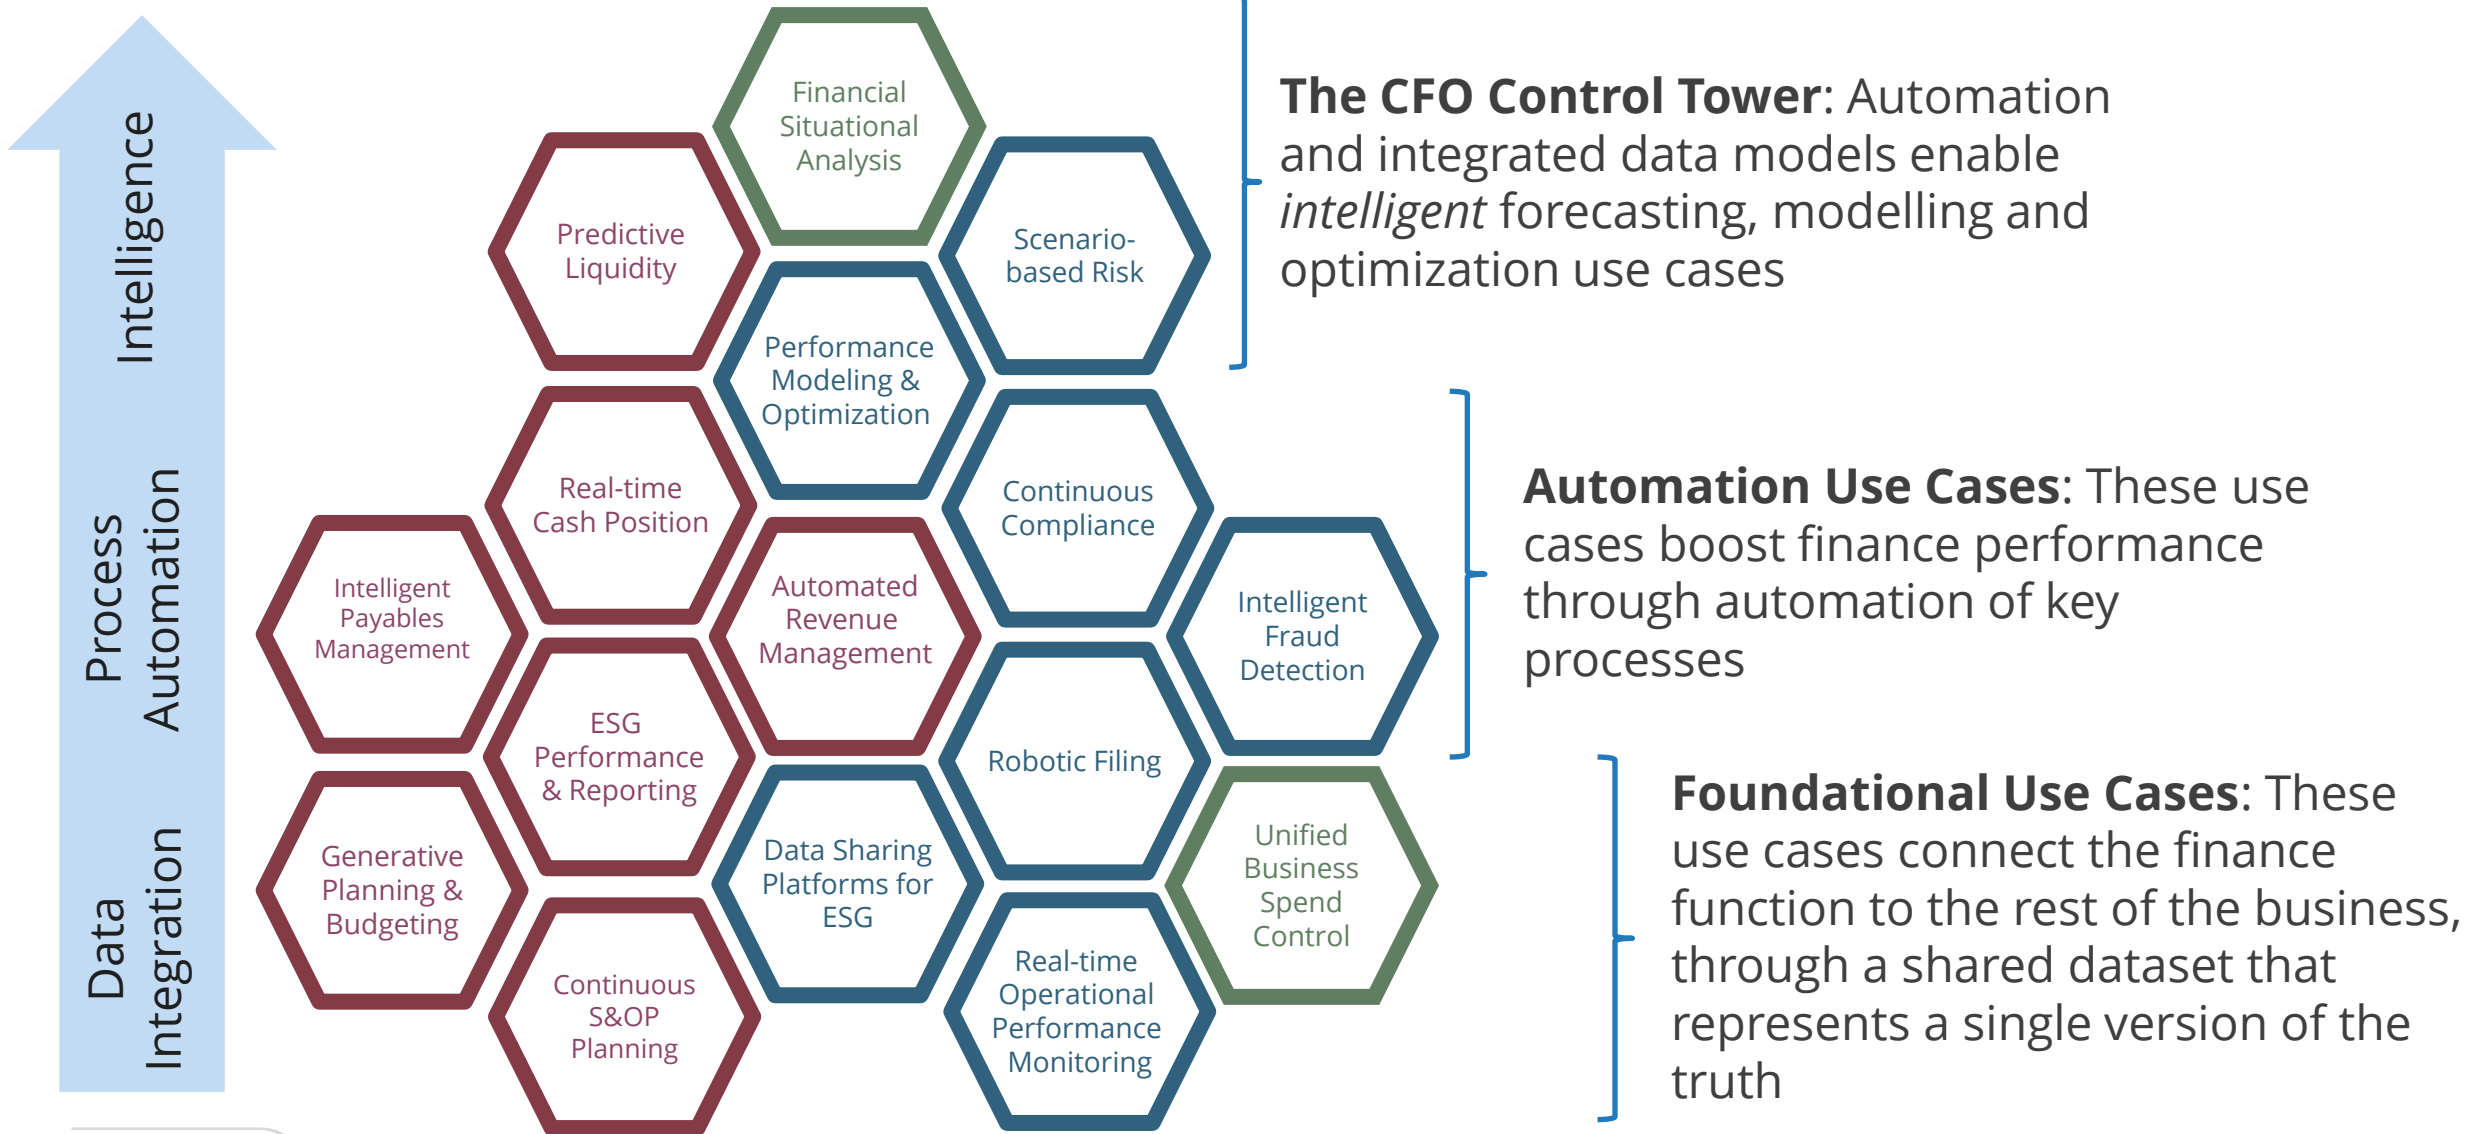 Intelligence
Process
Automation
Data
Integration
Financial
Situational
Analysis
Predictive
Liquidity
Scenario-
based Risk
Performance
Modeling &
Optimization
Real-time
Cash Position
Continuous
Compliance
Intelligent
Payables
Management
Automated
Revenue
Management
Intelligent
Fraud
Detection
ESG
Performance
& Reporting
Robotic Filing
Generative
Planning &
Budgeting
Data Sharing
Platforms for
ESG
Unified
Business
Spend
Control
Continuous
S&OP
Planning
Real-time
Operational
Performance
Monitoring
The CFO Control Tower: Automation
and integrated data models enable
intelligent forecasting, modelling and
optimization use cases
Automation Use Cases: These use
cases boost finance performance
through automation of key
processes
Foundational Use Cases: These
use cases connect the finance
function to the rest of the business,
through a shared dataset that
represents a single version of the
truth